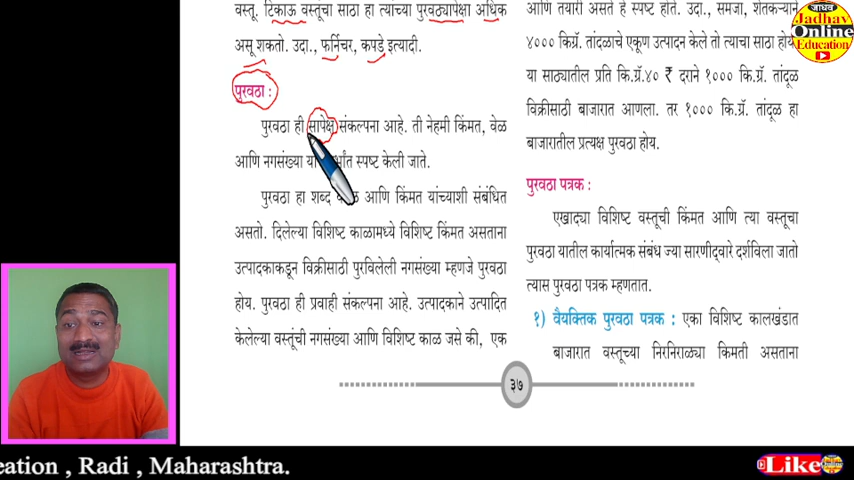 वस्तू. टिकाऊ वस्तूचा साठा हा त्याच्या पुरवठ्यापेक्षा अधिक
असू शकतो. उदा., फर्निचर, कपडे इत्यादी.
पुरवठा :
पुरवठा ही सापेक्ष संकल्पना आहे. ती नेहमी किंमत, वेळ
आणि नगसंख्या स्पष्ट केली जाते.
पुरवठा हा शब्द आणि किंमत यांच्याशी संबंधित
असतो. दिलेल्या विशिष्ट काळामध्ये विशिष्ट किंमत असताना
उत्पादकाकडून विक्रीसाठी पुरविलेली नगसंख्या म्हणजे पुरवठा
होय. पुरवठा ही प्रवाही संकल्पना आहे. उत्पादकाने उत्पादित
केलेल्या वस्तूंची नगसंख्या आणि विशिष्ट काळ जसे की, एक
आणि तयारी असते हे स्पष्ट होते. उदा., समजा, शेतकऱ्याने
४००० किग्रॅ. तांदळाचे एकूण उत्पादन केले तो त्याचा साठा होय.
या साठ्यातील प्रति कि.ग्रॅ.४० ₹ दराने १००० कि.ग्रॅ. तांदूळ
विक्रीसाठी बाजारात आणला. तर १००० कि.ग्रॅ. तांदूळ हा
बाजारातील प्रत्यक्ष पुरवठा होय.
पुरवठा पत्रक :
एखाद्या विशिष्ट वस्तूची किंमत आणि त्या वस्तूचा
पुरवठा यातील कार्यात्मक संबंध ज्या सारणीद्वारे दर्शविला जातो
त्यास पुरवठा पत्रक म्हणतात.
१) वैयक्तिक पुरवठा पत्रक : एका विशिष्ट कालखंडात
बाजारात वस्तूच्या निरनिराळ्या किमती असताना
३७
जाधव
Jadhav
Online
Education
eation , Radi , Maharashtra.
Like